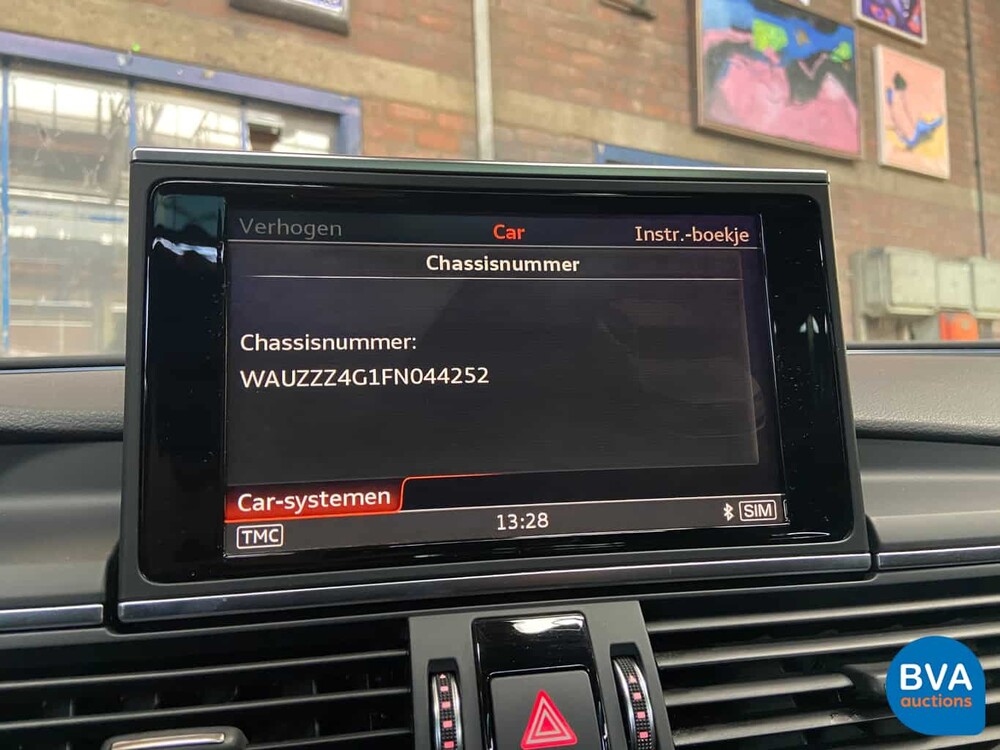 Verhogen Car Instr.-boekje
Chassisnummer
Chassisnummer:
WAUZZZ4G1FN044252
Car-systemen
TMC 13:28 SIM
BVA
auctions